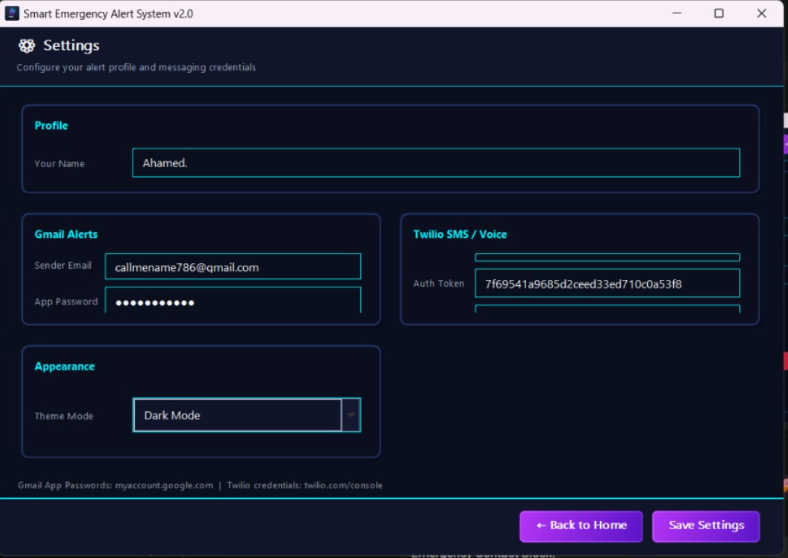 Smart Emergency Alert System v2.0
Settings
Configure your alert profile and messaging credentials
Profile
Your Name
Ahamed.
Gmail Alerts
Sender Email
callmename786@gmail.com
App Password
Twilio SMS / Voice
Auth Token
7f69541a9685d2ceed33ed710c0a53f8
Appearance
Theme Mode
Dark Mode
Gmail App Passwords: myaccount.google.com | Twilio credentials: twilio.com/console
← Back to Home
Save Settings